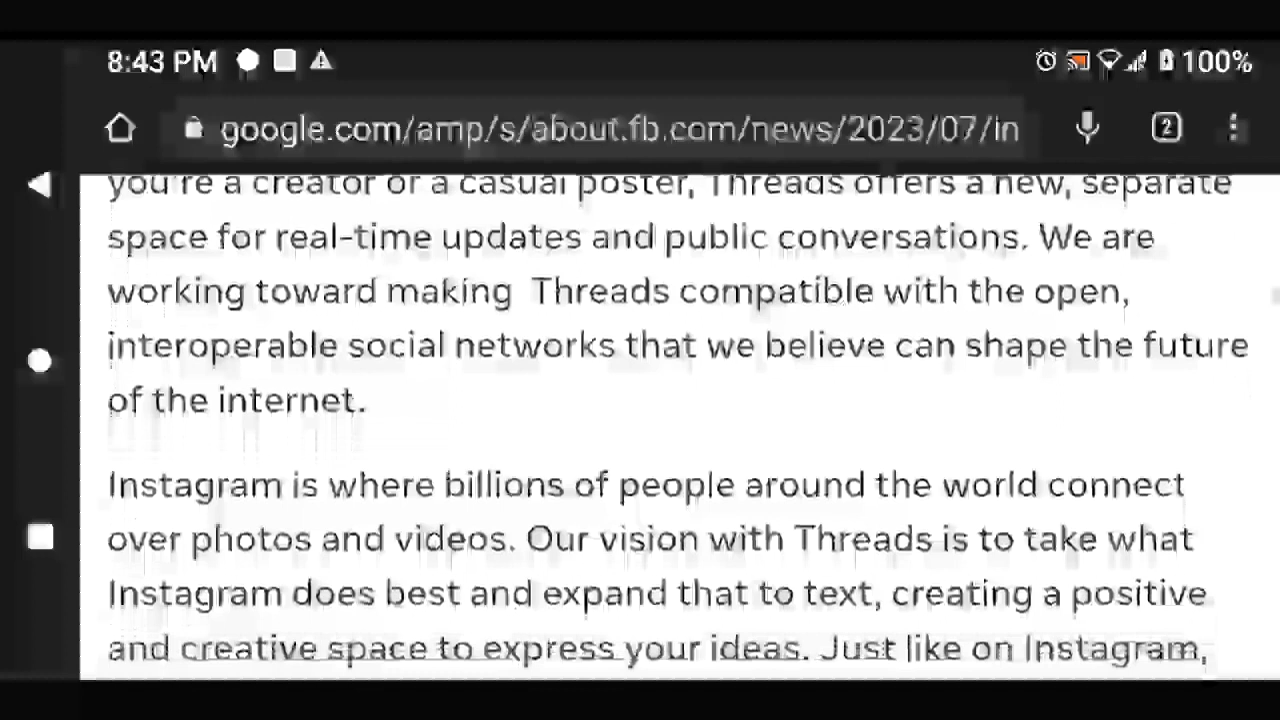 8:43 PM 100%
google.com/amp/s/about.fb.com/news/2023/07/in
2
you're a creator or a casual poster, Threads offers a new, separate
space for real-time updates and public conversations. We are
working toward making Threads compatible with the open,
interoperable social networks that we believe can shape the future
of the internet.
Instagram is where billions of people around the world connect
over photos and videos. Our vision with Threads is to take what
Instagram does best and expand that to text, creating a positive
and creative space to express your ideas. Just like on Instagram,